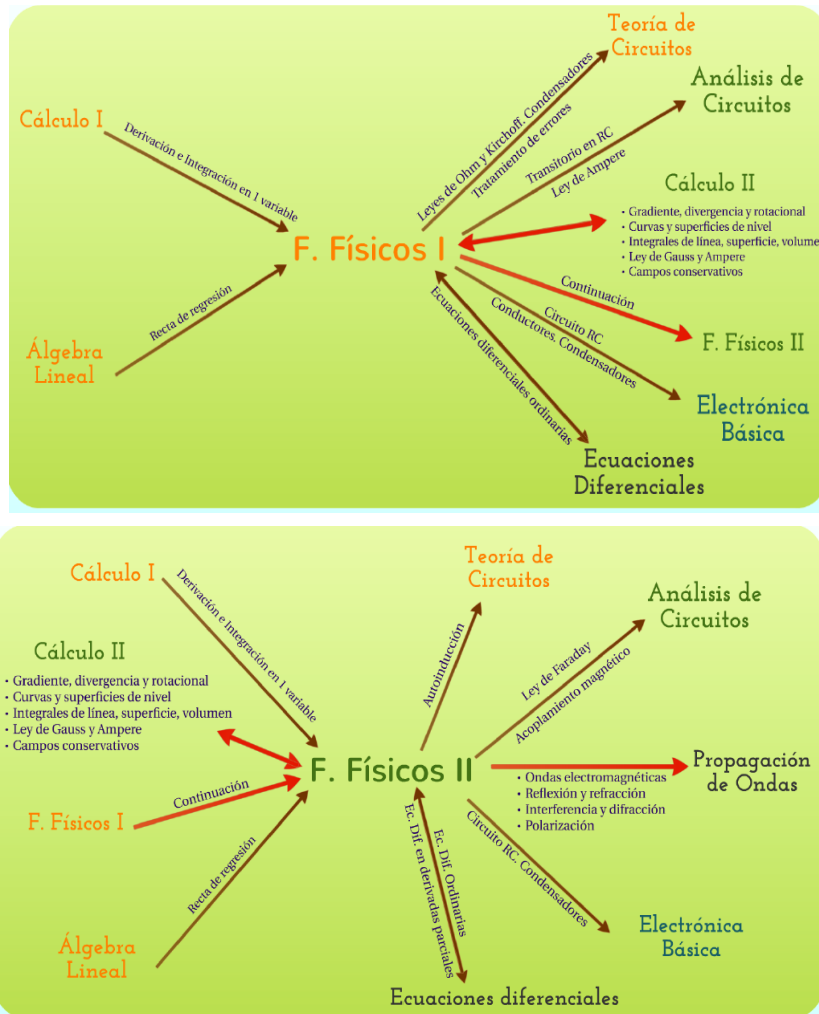 Teoría de
Circuitos
Análisis de
Circuitos
Cálculo I
Derivación e Integración en 1 variable
Leyes de Ohm y Kirchoff. Condensadores
Tratamiento de errores
Transitorio en RC
Ley de Ampere
Cálculo II
• Gradiente, divergencia y rotacional
• Curvas y superficies de nivel
• Integrales de línea, superficie, volume
• Ley de Gauss y Ampere
• Campos conservativos
F. Físicos I
Continuación
F. Físicos II
Recta de regresión
Álgebra
Lineal
Circuito RC
Conductores. Condensadores
Electrónica
Básica
Ecuaciones diferenciales ordinarias
Ecuaciones
Diferenciales
Cálculo I
Derivación e Integración en 1 variable
Teoría de
Circuitos
Análisis de
Circuitos
Cálculo II
• Gradiente, divergencia y rotacional
• Curvas y superficies de nivel
• Integrales de línea, superficie, volumen
• Ley de Gauss y Ampere
• Campos conservativos
Autoinducción
Ley de Faraday
Acoplamiento magnético
F. Físicos II
Propagación
de Ondas
• Ondas electromagnéticas
• Reflexión y refracción
• Interferencia y difracción
• Polarización
Continuación
F. Físicos I
Recta de regresión
Álgebra
Lineal
Ec. Dif. Ordinarias
Ec. Dif. en derivadas parciales
Circuito RC. Condensadores
Electrónica
Básica
Ecuaciones diferenciales